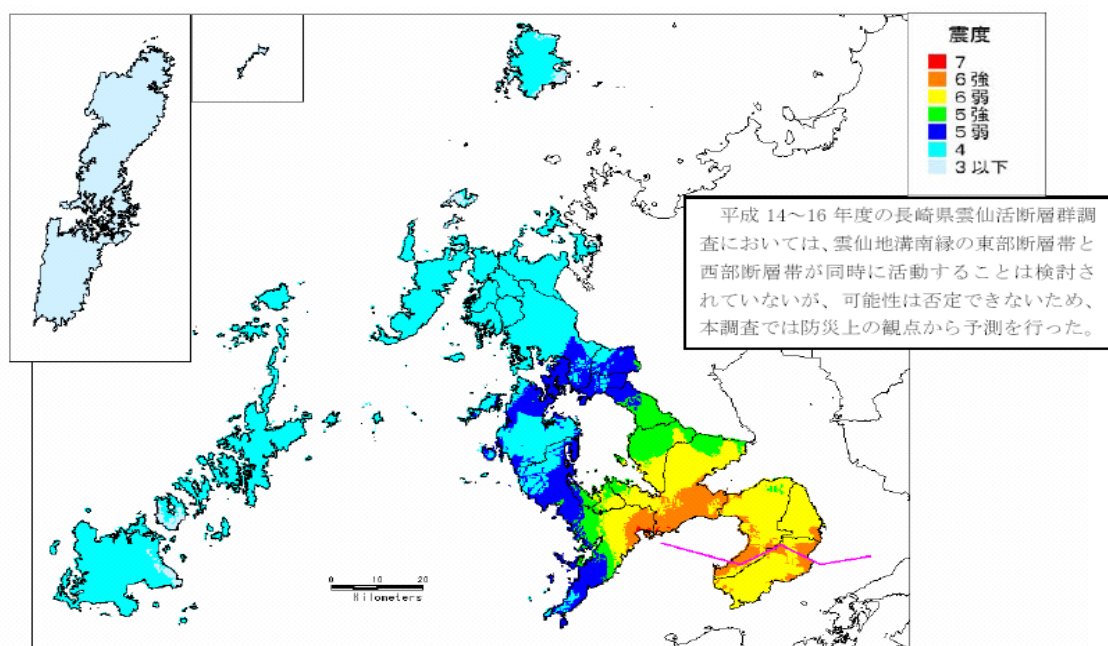 震度
7
6強
6弱
5強
5弱
4
3以下
平成 14～16 年度の長崎県雲仙活断層群調
査においては、雲仙地溝南縁の東部断層帯と
西部断層帯が同時に活動することは検討さ
れていないが、可能性は否定できないため、
本調査では防災上の観点から予測を行った。
0 10 20
Kilometers